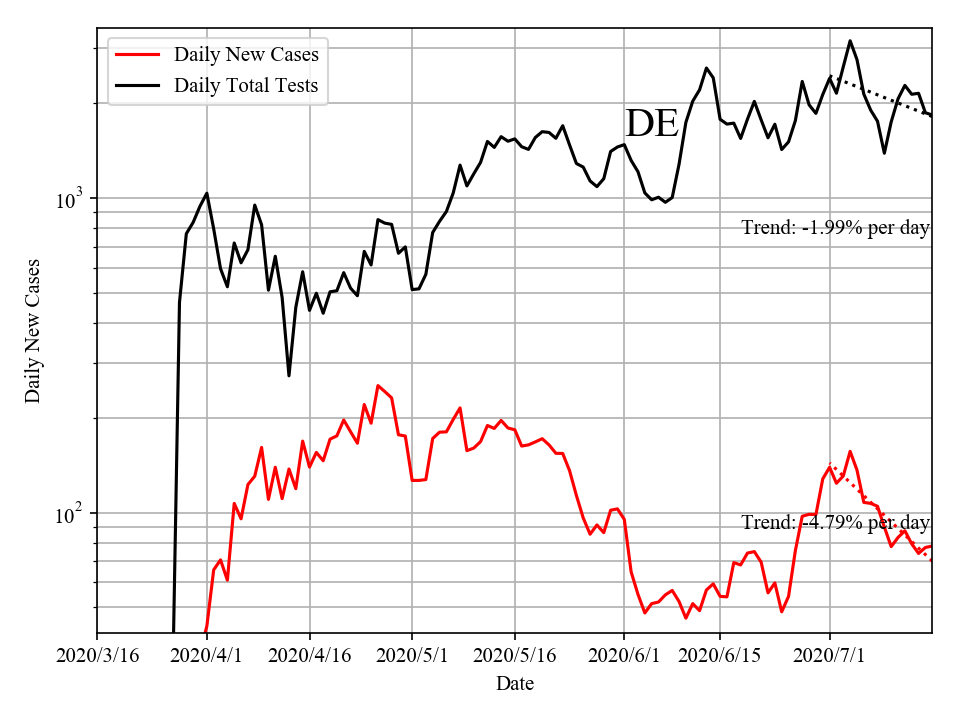 Daily New Cases
Daily Total Tests
DE
10³
Trend: -1.99% per day
Daily New Cases
10²
Trend: -4.79% per day
2020/3/16 2020/4/1 2020/4/16 2020/5/1 2020/5/16 2020/6/1 2020/6/15 2020/7/1
Date